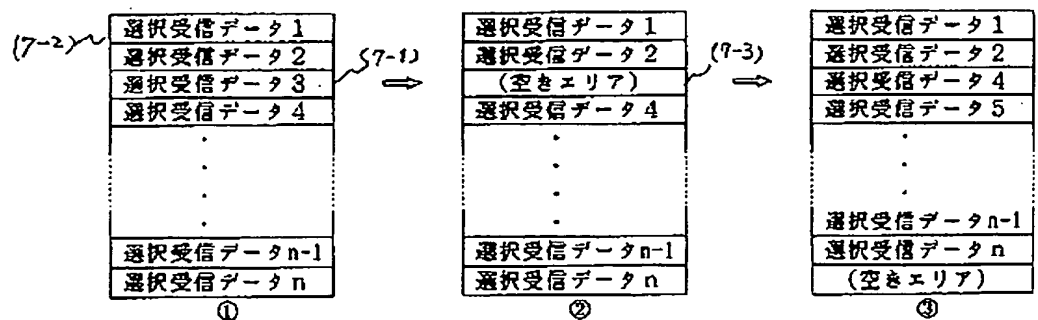 (7-2)
選択受信データ1
選択受信データ2
選択受信データ3
(7-1)
選択受信データ4
選択受信データn-1
選択受信データn
①
⇒
選択受信データ1
選択受信データ2
(空きエリア)
(7-3)
選択受信データ4
選択受信データn-1
選択受信データn
②
⇒
選択受信データ1
選択受信データ2
選択受信データ4
選択受信データ5
選択受信データn-1
選択受信データn
(空きエリア)
③